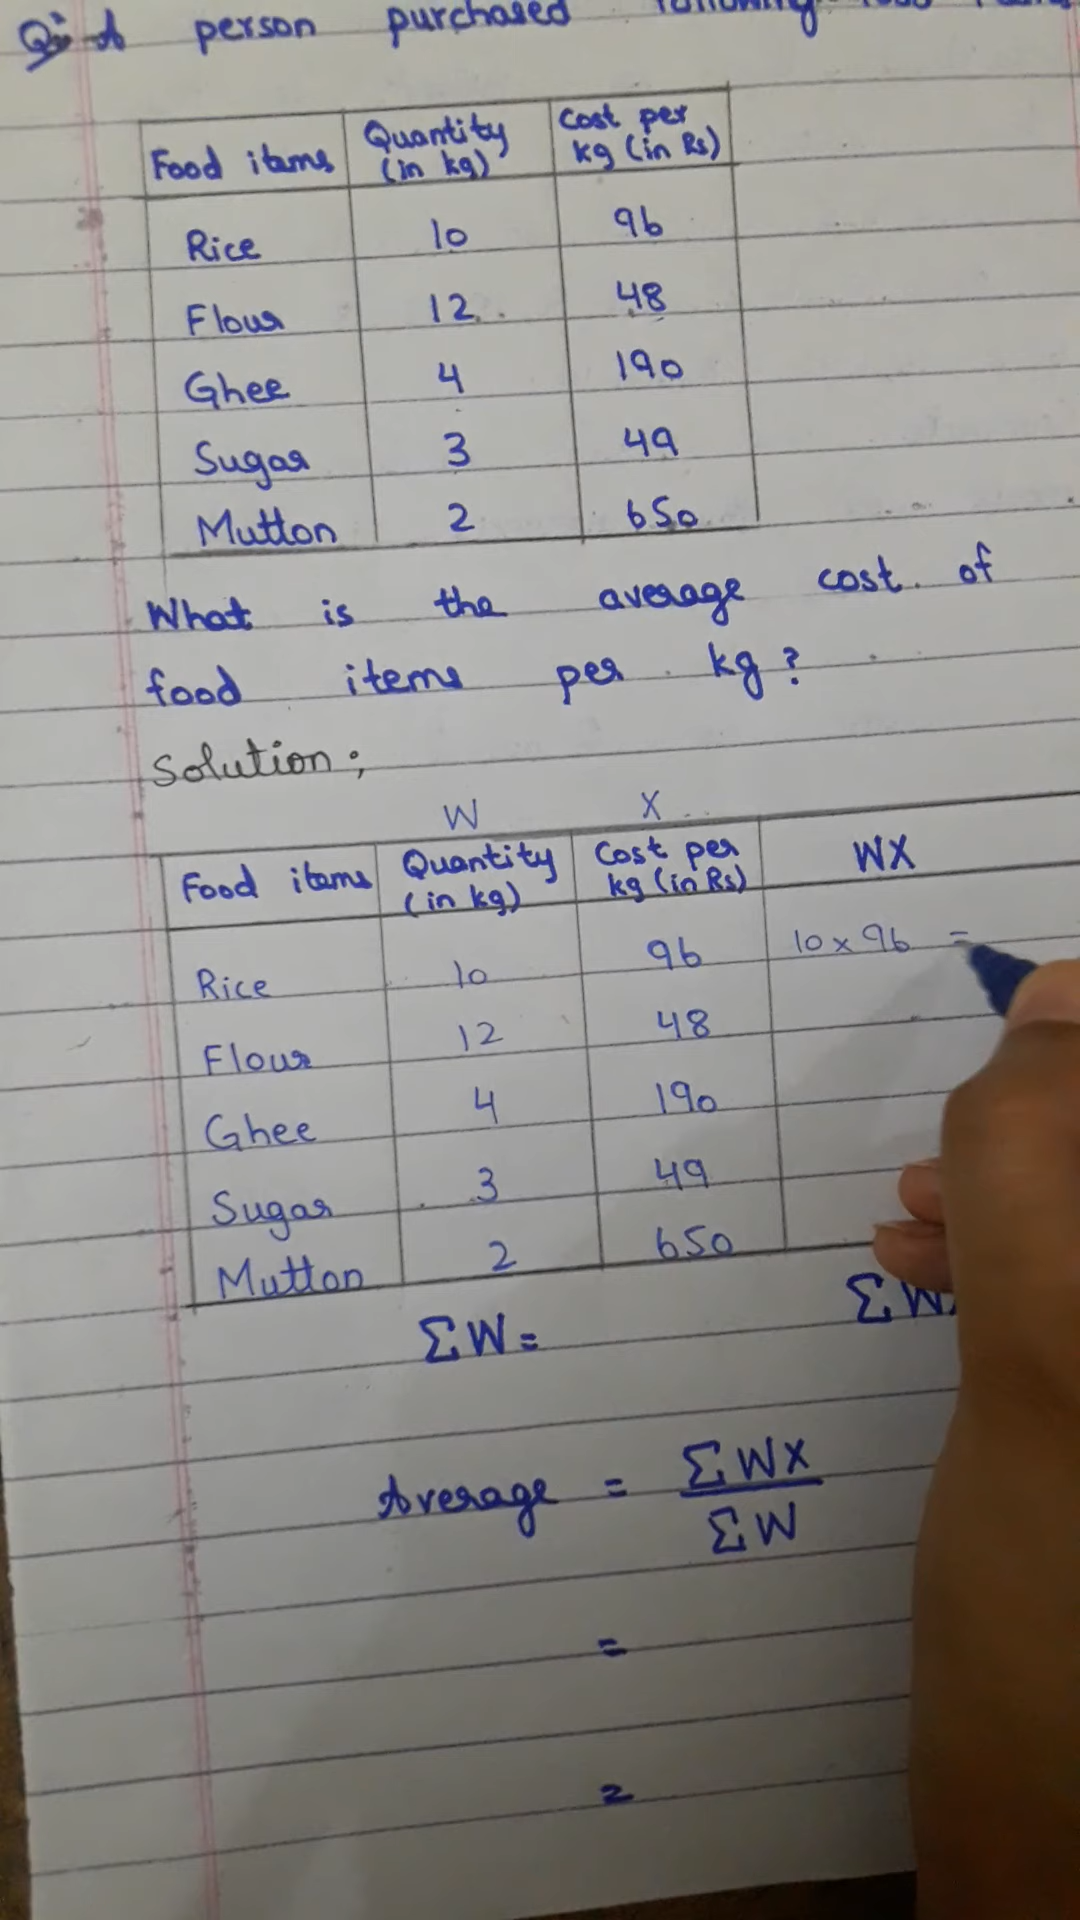 Q:- A person purchased following
Food items Quantity (in kg) Cost per kg (in Rs)
Rice 10 96
Flour 12 48
Ghee 4 190
Sugar 3 49
Mutton 2 650
What is the average cost of
food items per kg?
Solution;
W X
Food items Quantity (in kg) Cost per kg (in Rs) WX
Rice 10 96 10 x 96 =
Flour 12 48
Ghee 4 190
Sugar 3 49
Mutton 2 650
ΣW= ΣW
Average = ΣWX
ΣW
=
=